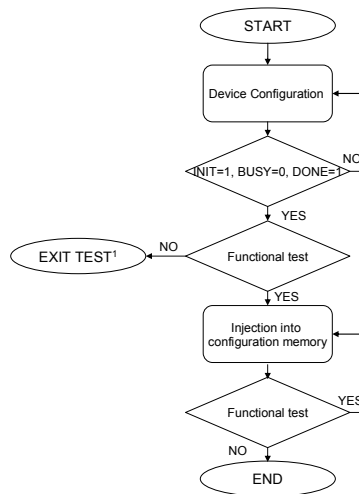 START
Device Configuration
INIT=1, BUSY=0, DONE=1
NO
YES
NO
EXIT TEST¹
Functional test
YES
Injection into
configuration memory
Functional test
YES
NO
END